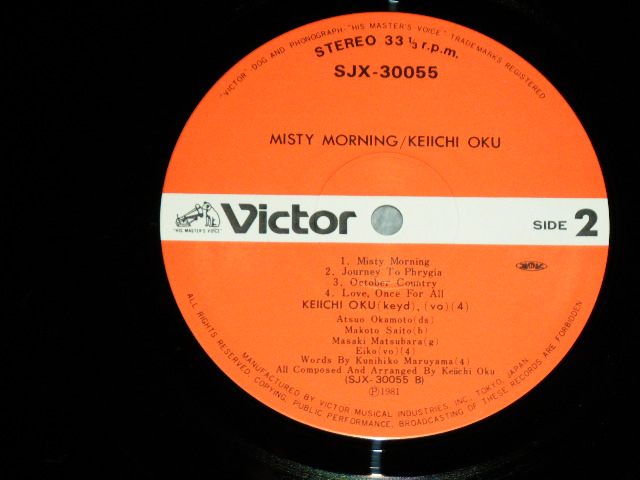 "VICTOR"-DOG AND PHONOGRAPH-"HIS MASTER'S VOICE" TRADEMARKS REGISTERED.
STEREO 33 1/3 r.p.m.
SJX-30055
MISTY MORNING/KEIICHI OKU
"HIS MASTER'S VOICE"
Victor
SIDE 2
1. Misty Morning
2. Journey To Phrygia
3. October Country
4. Love, Once For All
KEIICHI OKU(keyd), (vo)(4)
Atsuo Okamoto(ds)
Makoto Saito(b)
Masaki Matsubara(g)
Eiko(vo)(4)
Words By Kunihiko Maruyama(4)
All Composed And Arranged By Keiichi Oku
(SJX-30055 B)
Ⓟ1981
MANUFACTURED BY VICTOR MUSICAL INDUSTRIES, INC., TOKYO, JAPAN
ALL RIGHTS RESERVED. COPYING, PUBLIC PERFORMANCE, BROADCASTING OF THESE RECORDS ARE FORBIDDEN